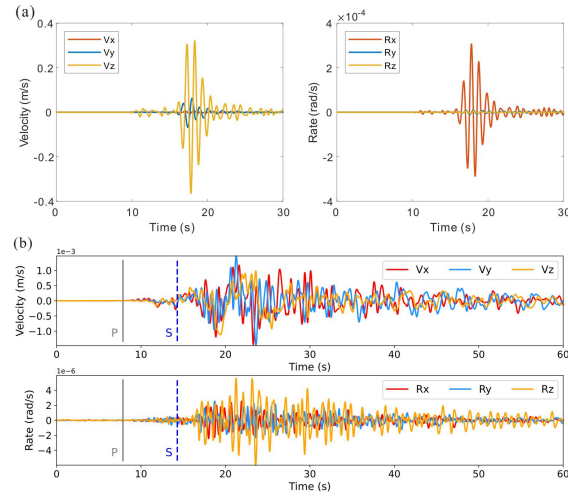 (a)
0.4
0.2
0
-0.2
-0.4
Velocity (m/s)
Vx
Vy
Vz
0
10
20
30
Time (s)
×10⁻⁴
4
2
0
-2
-4
Rate (rad/s)
Rx
Ry
Rz
0
10
20
30
Time (s)
(b)
1e-3
1.0
0.5
0.0
-0.5
-1.0
Velocity (m/s)
P
S
Vx Vy Vz
0 10 20 30 40 50 60
Time (s)
1e-6
4
2
0
-2
-4
Rate (rad/s)
P
S
Rx Ry Rz
0 10 20 30 40 50 60
Time (s)